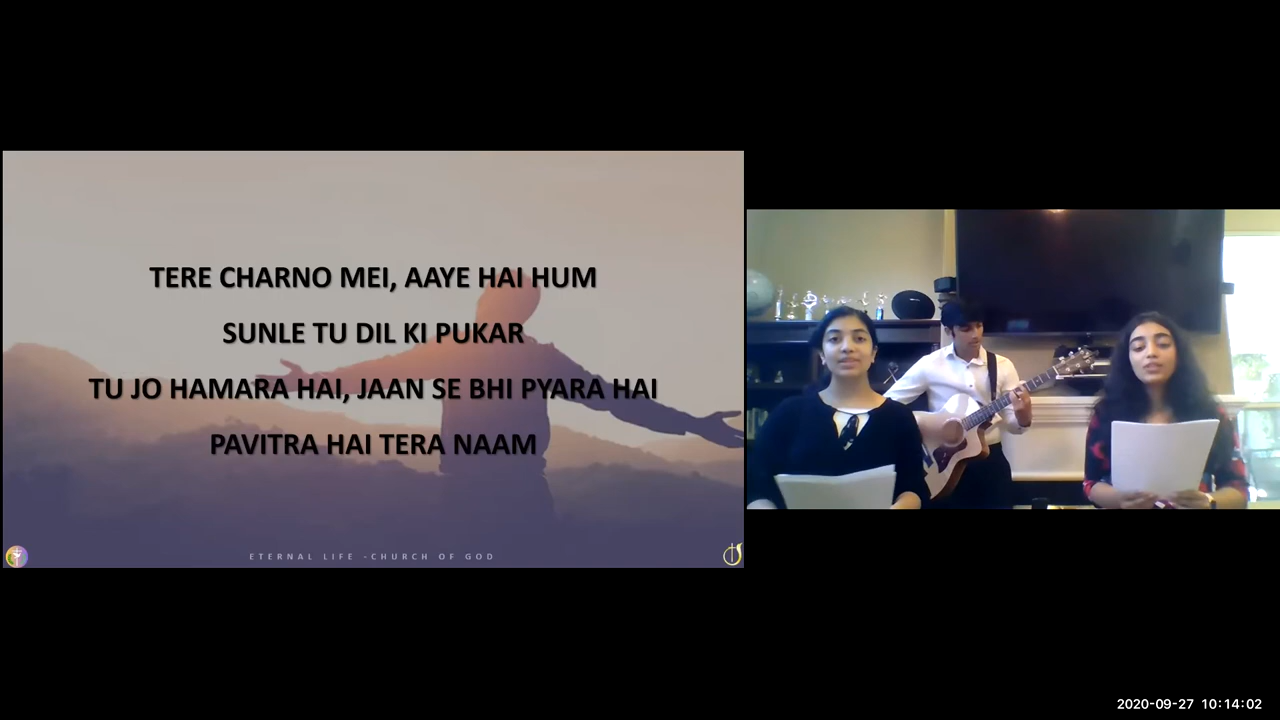 TERE CHARNO MEI, AAYE HAI HUM
SUNLE TU DIL KI PUKAR
TU JO HAMARA HAI, JAAN SE BHI PYARA HAI
PAVITRA HAI TERA NAAM
ETERNAL LIFE -CHURCH OF GOD
2020-09-27 10:14:02